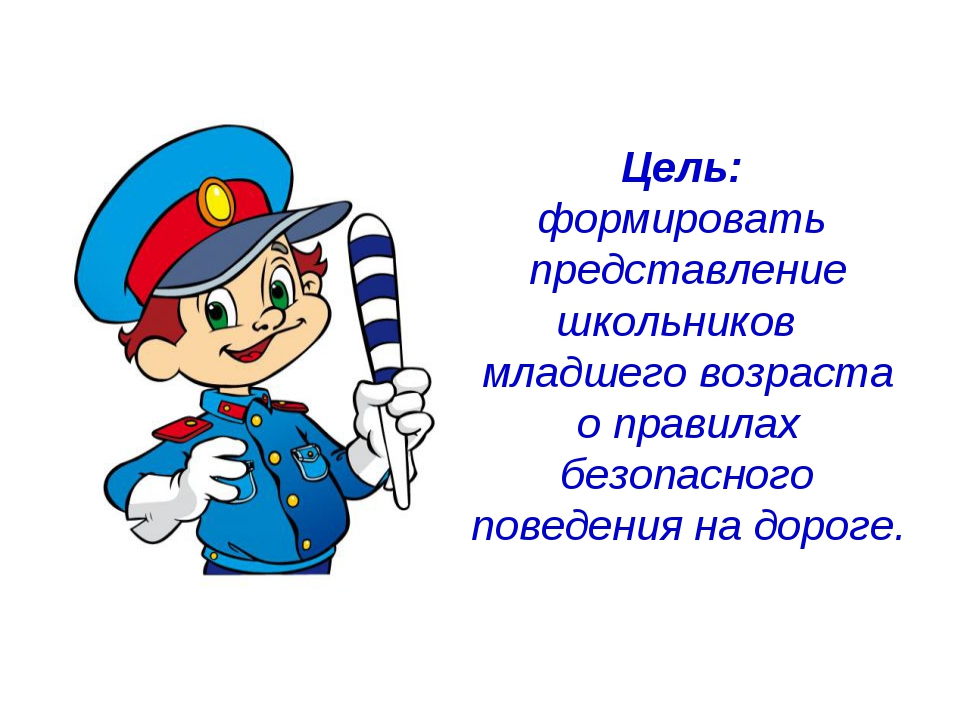 Цель:
формировать
представление
школьников
младшего возраста
о правилах
безопасного
поведения на дороге.